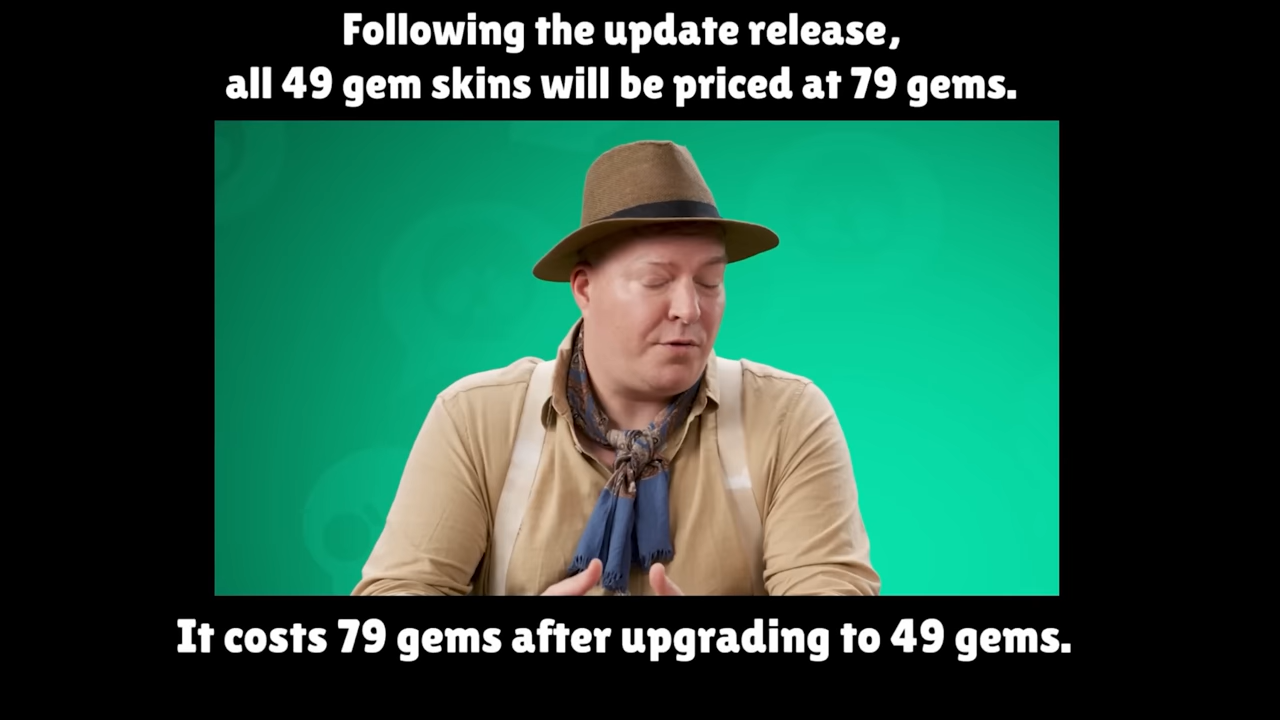 Following the update release,
all 49 gem skins will be priced at 79 gems.
It costs 79 gems after upgrading to 49 gems.